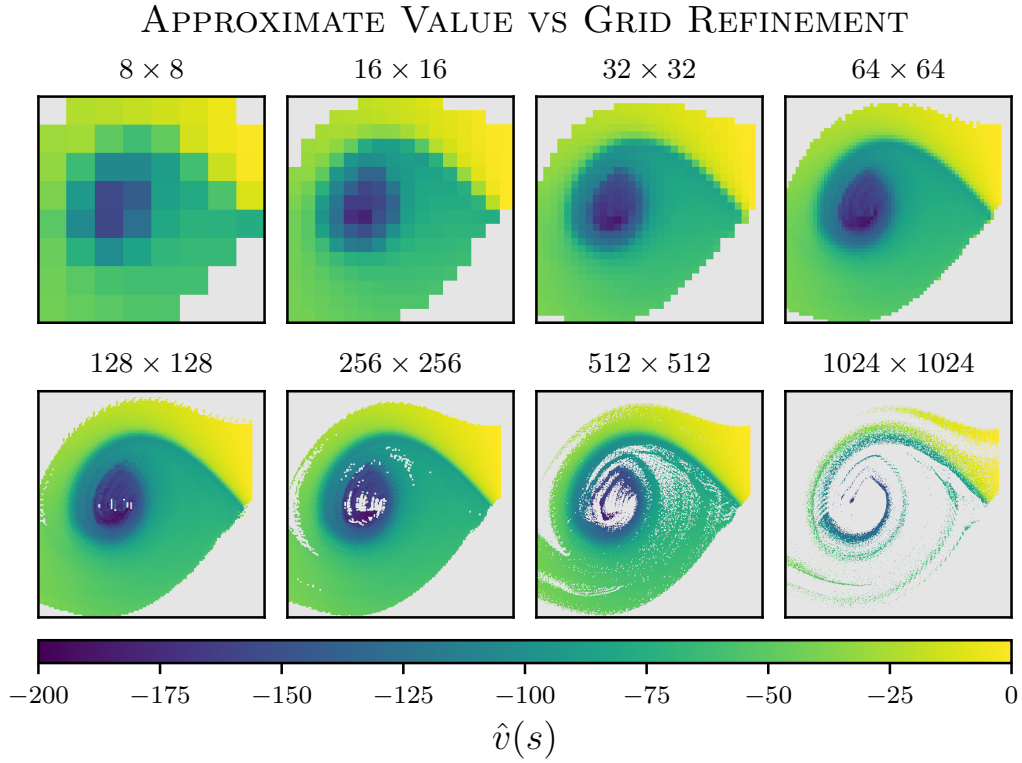 Approximate Value vs Grid Refinement
8 × 8 16 × 16 32 × 32 64 × 64
128 × 128 256 × 256 512 × 512 1024 × 1024
−200 −175 −150 −125 −100 −75 −50 −25 0
v̂(s)